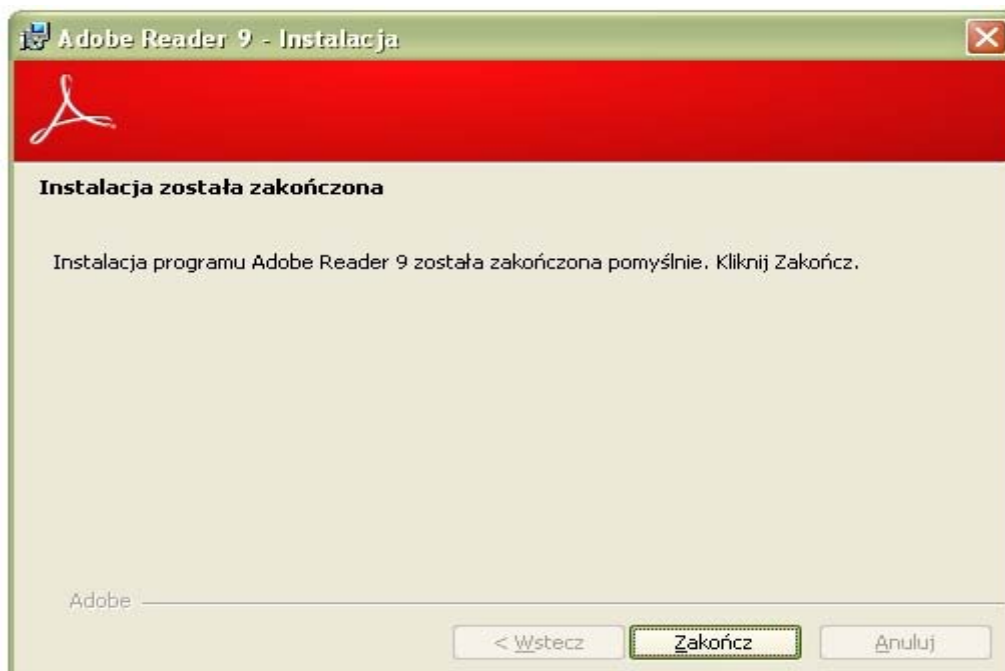 Adobe Reader 9 - Instalacja
Instalacja została zakończona
Instalacja programu Adobe Reader 9 została zakończona pomyślnie. Kliknij Zakończ.
Adobe
< Wstecz Zakończ Anuluj